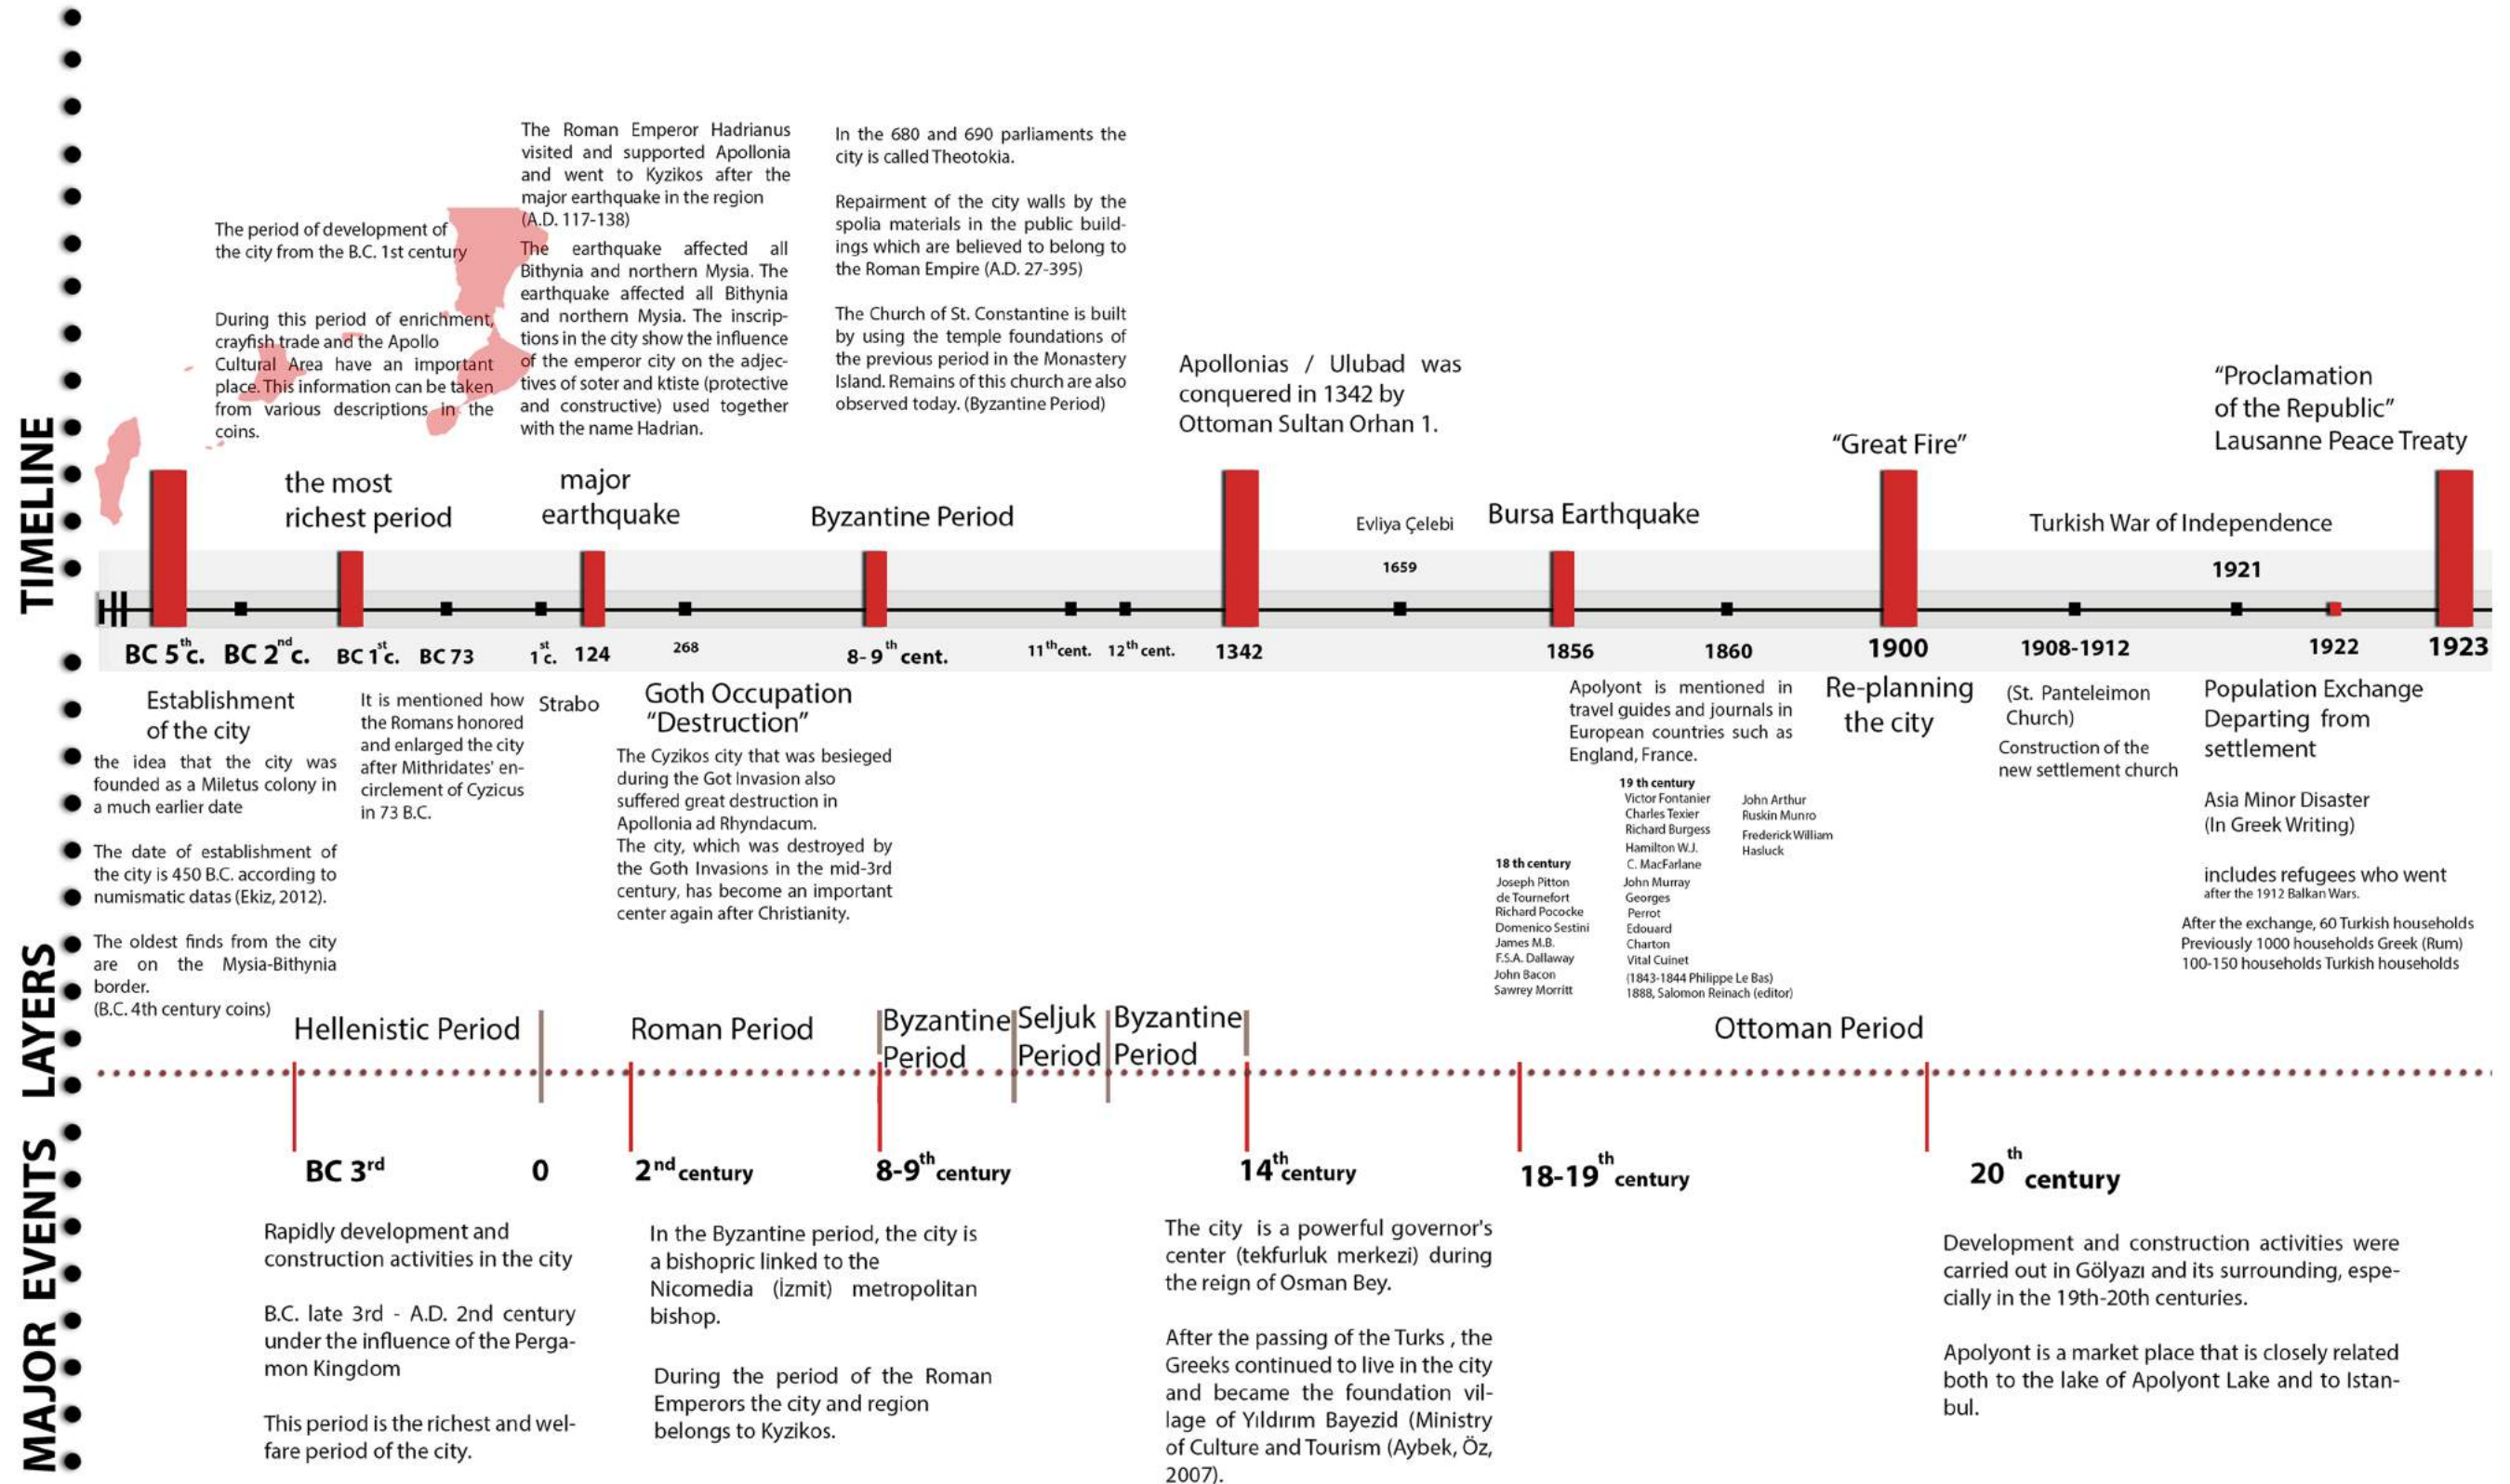 TIMELINE
The period of development of
the city from the B.C. 1st century
During this period of enrichment,
crayfish trade and the Apollo
Cultural Area have an important
place. This information can be taken
from various descriptions in the
coins.
The Roman Emperor Hadrianus
visited and supported Apollonia
and went to Kyzikos after the
major earthquake in the region
(A.D. 117-138)
The earthquake affected all
Bithynia and northern Mysia. The
earthquake affected all Bithynia
and northern Mysia. The inscrip-
tions in the city show the influence
of the emperor city on the adjec-
tives of soter and ktiste (protective
and constructive) used together
with the name Hadrian.
In the 680 and 690 parliaments the
city is called Theotokia.
Repairment of the city walls by the
spolia materials in the public build-
ings which are believed to belong to
the Roman Empire (A.D. 27-395)
The Church of St. Constantine is built
by using the temple foundations of
the previous period in the Monastery
Island. Remains of this church are also
observed today. (Byzantine Period)
Apollonias / Ulubad was
conquered in 1342 by
Ottoman Sultan Orhan 1.
"Great Fire"
"Proclamation
of the Republic"
Lausanne Peace Treaty
the most
richest period
major
earthquake
Byzantine Period
Evliya Çelebi
Bursa Earthquake
Turkish War of Independence
1659
1921
BC 5th c.
BC 2nd c.
BC 1st c.
BC 73
1st c.
124
268
8- 9th cent.
11th cent.
12th cent.
1342
1856
1860
1900
1908-1912
1922
1923
Establishment
of the city
the idea that the city was
founded as a Miletus colony in
a much earlier date
The date of establishment of
the city is 450 B.C. according to
numismatic datas (Ekiz, 2012).
The oldest finds from the city
are on the Mysia-Bithynia
border.
(B.C. 4th century coins)
It is mentioned how
the Romans honored
and enlarged the city
after Mithridates' en-
circlement of Cyzicus
in 73 B.C.
Strabo
Goth Occupation
"Destruction"
The Cyzikos city that was besieged
during the Got Invasion also
suffered great destruction in
Apollonia ad Rhyndacum.
The city, which was destroyed by
the Goth Invasions in the mid-3rd
century, has become an important
center again after Christianity.
Apolyont is mentioned in
travel guides and journals in
European countries such as
England, France.
18 th century
Joseph Pitton
de Tournefort
Richard Pococke
Domenico Sestini
James M.B.
F.S.A. Dallaway
John Bacon
Sawrey Morritt
19 th century
Victor Fontanier
Charles Texier
Richard Burgess
Hamilton W.J.
C. MacFarlane
John Murray
Georges
Perrot
Edouard
Charton
Vital Cuinet
(1843-1844 Philippe Le Bas)
1888, Salomon Reinach (editor)
John Arthur
Ruskin Munro
Frederick William
Hasluck
Re-planning
the city
(St. Panteleimon
Church)
Construction of the
new settlement church
Population Exchange
Departing from
settlement
Asia Minor Disaster
(In Greek Writing)
includes refugees who went
after the 1912 Balkan Wars.
After the exchange, 60 Turkish households
Previously 1000 households Greek (Rum)
100-150 households Turkish households
LAYERS
Hellenistic Period
Roman Period
Byzantine
Period
Seljuk
Period
Byzantine
Period
Ottoman Period
MAJOR EVENTS
BC 3rd
0
2nd century
8-9th century
14th century
18-19th century
20th century
Rapidly development and
construction activities in the city
B.C. late 3rd - A.D. 2nd century
under the influence of the Perga-
mon Kingdom
This period is the richest and wel-
fare period of the city.
In the Byzantine period, the city is
a bishopric linked to the
Nicomedia (İzmit) metropolitan
bishop.
During the period of the Roman
Emperors the city and region
belongs to Kyzikos.
The city is a powerful governor's
center (tekfurluk merkezi) during
the reign of Osman Bey.
After the passing of the Turks , the
Greeks continued to live in the city
and became the foundation vil-
lage of Yıldırım Bayezid (Ministry
of Culture and Tourism (Aybek, Öz,
2007).
Development and construction activities were
carried out in Gölyazı and its surrounding, espe-
cially in the 19th-20th centuries.
Apolyont is a market place that is closely related
both to the lake of Apolyont Lake and to Istan-
bul.